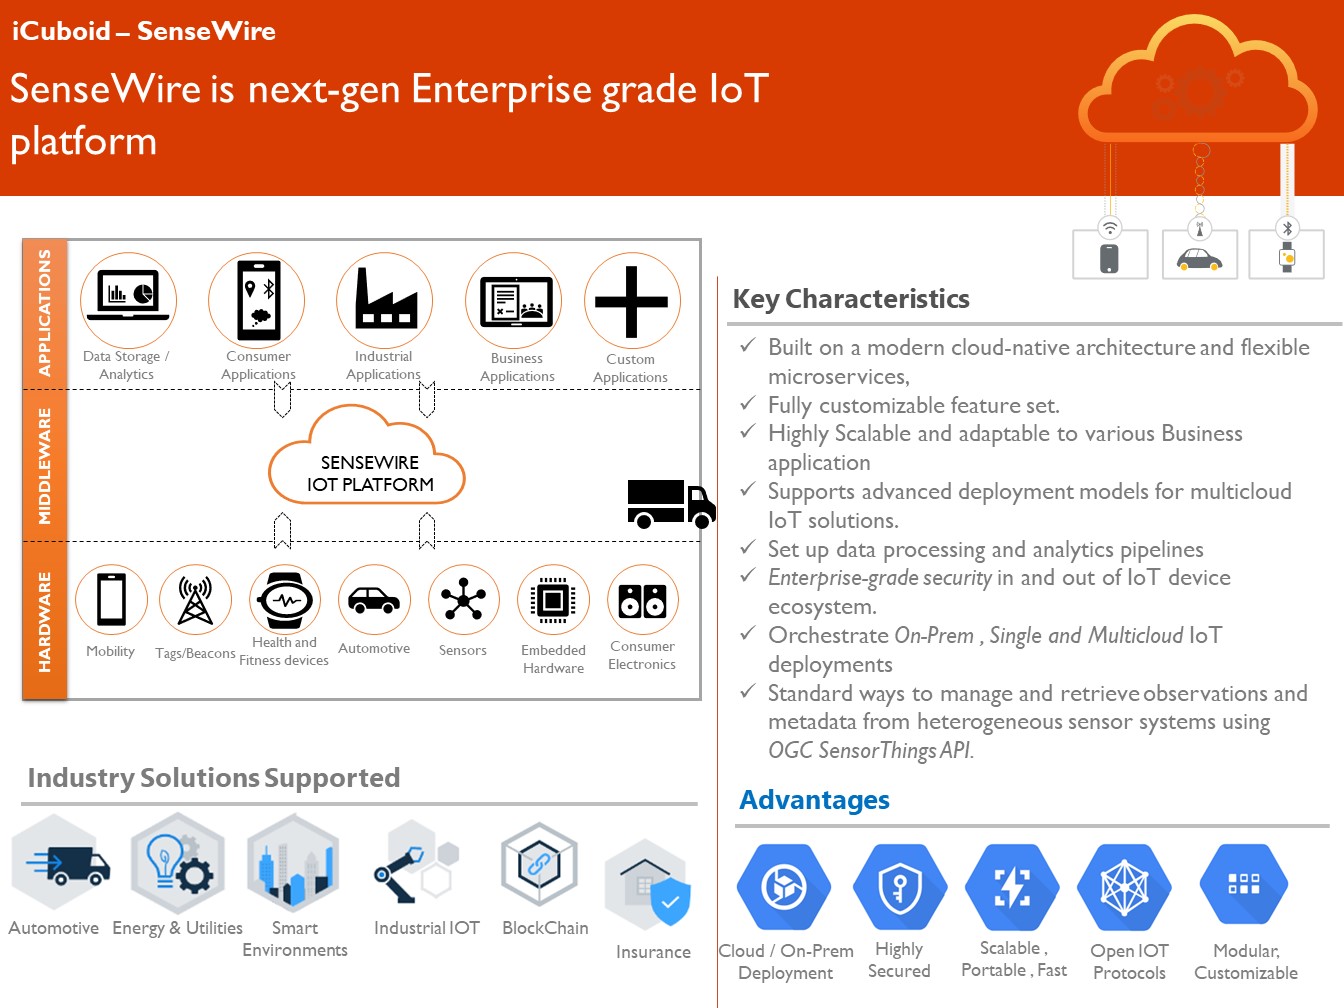 iCuboid – SenseWire
SenseWire is next-gen Enterprise grade IoT
platform
APPLICATIONS
Data Storage /
Analytics
Consumer
Applications
Industrial
Applications
Business
Applications
Custom
Applications
MIDDLEWARE
SENSEWIRE
IOT PLATFORM
HARDWARE
Mobility
Tags/Beacons
Health and
Fitness devices
Automotive
Sensors
Embedded
Hardware
Consumer
Electronics
Key Characteristics
✓ Built on a modern cloud-native architecture and flexible
microservices,
✓ Fully customizable feature set.
✓ Highly Scalable and adaptable to various Business
application
✓ Supports advanced deployment models for multicloud
IoT solutions.
✓ Set up data processing and analytics pipelines
✓ Enterprise-grade security in and out of IoT device
ecosystem.
✓ Orchestrate On-Prem , Single and Multicloud IoT
deployments
✓ Standard ways to manage and retrieve observations and
metadata from heterogeneous sensor systems using
OGC SensorThings API.
Industry Solutions Supported
Automotive
Energy & Utilities
Smart
Environments
Industrial IOT
BlockChain
Insurance
Advantages
Cloud / On-Prem
Deployment
Highly
Secured
Scalable ,
Portable , Fast
Open IOT
Protocols
Modular,
Customizable